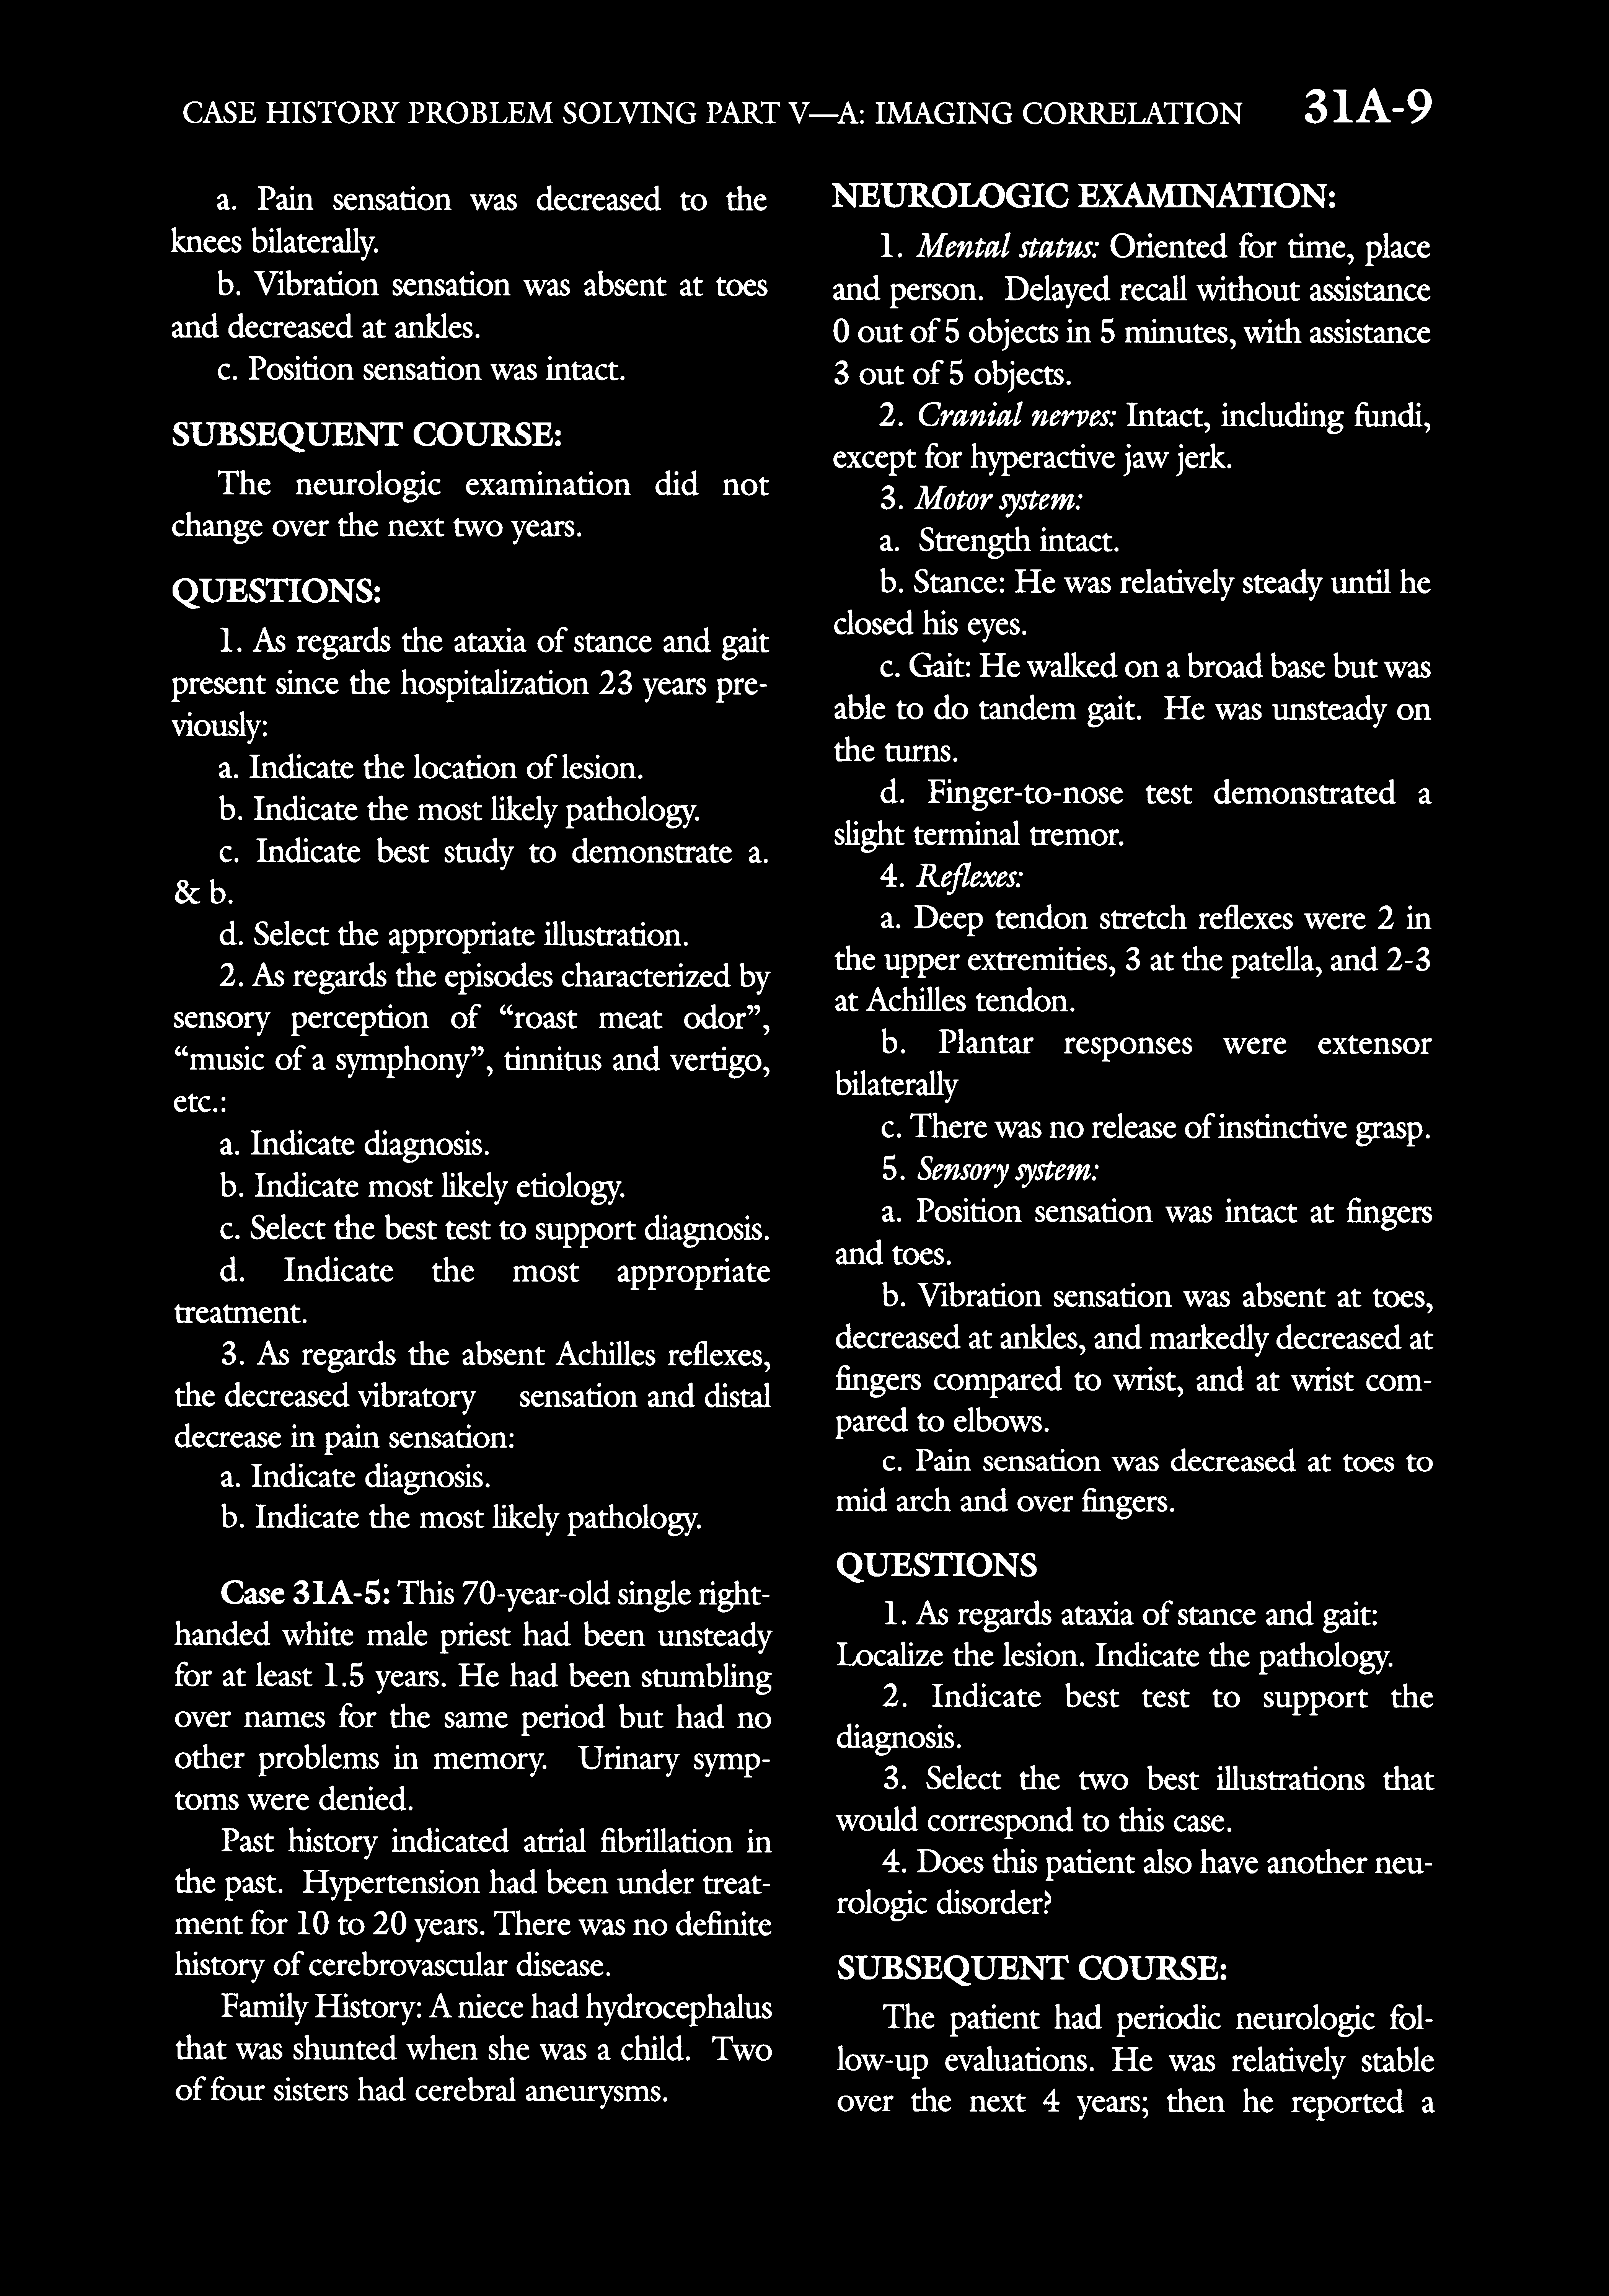 CASE HISTORY PROBLEM SOLVING PART V—A: IMAGING CORRELATION 31A-9
a. Pain sensation was decreased to the
knees bilaterally.
b. Vibration sensation was absent at toes
and decreased at ankles.
c. Position sensation was intact.
SUBSEQUENT COURSE:
The neurologic examination did not
change over the next two years.
QUESTIONS:
1. As regards the ataxia of stance and gait
present since the hospitalization 23 years pre-
viously:
a. Indicate the location of lesion.
b. Indicate the most likely pathology.
c. Indicate best study to demonstrate a.
& b.
d. Select the appropriate illustration.
2. As regards the episodes characterized by
sensory perception of “roast meat odor”,
“music of a symphony”, tinnitus and vertigo,
etc.:
a. Indicate diagnosis.
b. Indicate most likely etiology.
c. Select the best test to support diagnosis.
d. Indicate the most appropriate
treatment.
3. As regards the absent Achilles reflexes,
the decreased vibratory sensation and distal
decrease in pain sensation:
a. Indicate diagnosis.
b. Indicate the most likely pathology.
Case 31A-5: This 70-year-old single right-
handed white male priest had been unsteady
for at least 1.5 years. He had been stumbling
over names for the same period but had no
other problems in memory. Urinary symp-
toms were denied.
Past history indicated atrial fibrillation in
the past. Hypertension had been under treat-
ment for 10 to 20 years. There was no definite
history of cerebrovascular disease.
Family History: A niece had hydrocephalus
that was shunted when she was a child. Two
of four sisters had cerebral aneurysms.
NEUROLOGIC EXAMINATION:
1. Mental status: Oriented for time, place
and person. Delayed recall without assistance
0 out of 5 objects in 5 minutes, with assistance
3 out of 5 objects.
2. Cranial nerves: Intact, including fundi,
except for hyperactive jaw jerk.
3. Motor system:
a. Strength intact.
b. Stance: He was relatively steady until he
closed his eyes.
c. Gait: He walked on a broad base but was
able to do tandem gait. He was unsteady on
the turns.
d. Finger-to-nose test demonstrated a
slight terminal tremor.
4. Reflexes:
a. Deep tendon stretch reflexes were 2 in
the upper extremities, 3 at the patella, and 2-3
at Achilles tendon.
b. Plantar responses were extensor
bilaterally
c. There was no release of instinctive grasp.
5. Sensory system:
a. Position sensation was intact at fingers
and toes.
b. Vibration sensation was absent at toes,
decreased at ankles, and markedly decreased at
fingers compared to wrist, and at wrist com-
pared to elbows.
c. Pain sensation was decreased at toes to
mid arch and over fingers.
QUESTIONS
1. As regards ataxia of stance and gait:
Localize the lesion. Indicate the pathology.
2. Indicate best test to support the
diagnosis.
3. Select the two best illustrations that
would correspond to this case.
4. Does this patient also have another neu-
rologic disorder?
SUBSEQUENT COURSE:
The patient had periodic neurologic fol-
low-up evaluations. He was relatively stable
over the next 4 years; then he reported a